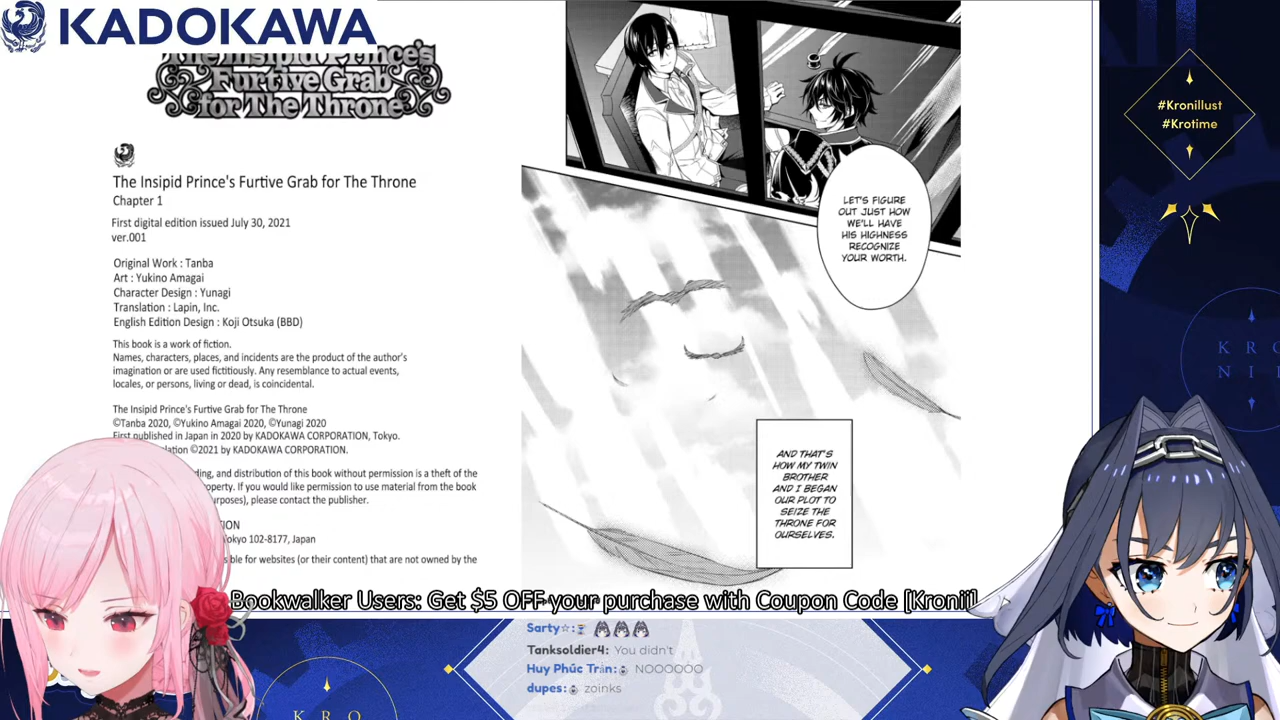 KADOKAWA
The Insipid Prince's
Furtive Grab
for The Throne
The Insipid Prince's Furtive Grab for The Throne
Chapter 1
First digital edition issued July 30, 2021
ver.001
Original Work : Tanba
Art : Yukino Amagai
Character Design : Yunagi
Translation : Lapin, Inc.
English Edition Design : Koji Otsuka (BBD)
This book is a work of fiction.
Names, characters, places, and incidents are the product of the author's
imagination or are used fictitiously. Any resemblance to actual events,
locales, or persons, living or dead, is coincidental.
The Insipid Prince's Furtive Grab for The Throne
©Tanba 2020, ©Yukino Amagai 2020, ©Yunagi 2020
First published in Japan in 2020 by KADOKAWA CORPORATION, Tokyo.
©2021 by KADOKAWA CORPORATION.
and distribution of this book without permission is a theft of the
If you would like permission to use material from the book
please contact the publisher.
102-8177, Japan
for websites (or their content) that are not owned by the
LET'S FIGURE
OUT JUST HOW
WE'LL HAVE
HIS HIGHNESS
RECOGNIZE
YOUR WORTH.
AND THAT'S
HOW MY TWIN
BROTHER
AND I BEGAN
OUR PLOT TO
SEIZE THE
THRONE FOR
OURSELVES.
#Kronillust
#Krotime
KRO
NI
Bookwalker Users: Get $5 OFF your purchase with Coupon Code [Kronii]
Sarty☆:
Tanksoldier4: You didn't
Huy Phúc Trần: NOOOOOO
dupes: zoinks
KRO